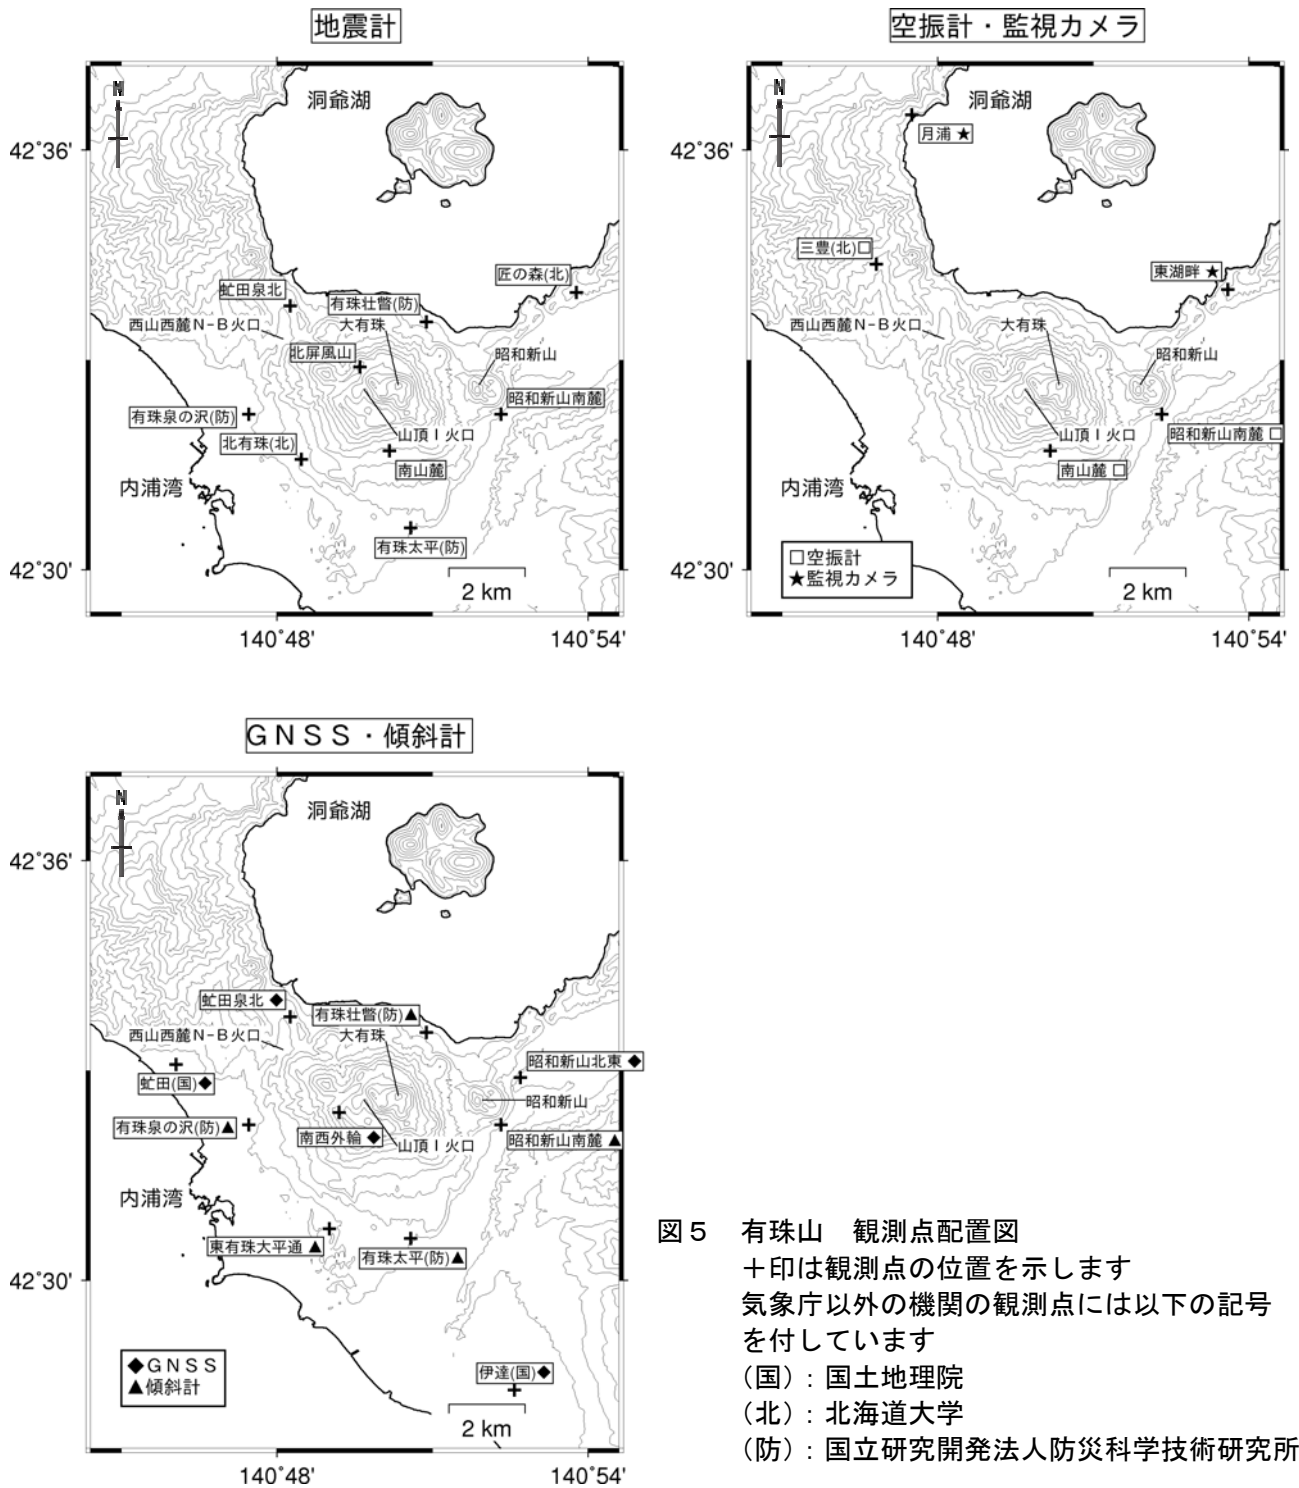 地震計
N
洞爺湖
42°36'
匠の森(北)
虻田泉北
有珠壮瞥(防)
西山西麓N-B火口
大有珠
北屏風山
昭和新山
昭和新山南麓
有珠泉の沢(防)
山頂Ⅰ火口
北有珠(北)
南山麓
内浦湾
有珠太平(防)
42°30'
2 km
140°48'
140°54'
空振計・監視カメラ
N
洞爺湖
月浦 ★
42°36'
三豊(北)□
東湖畔 ★
西山西麓N-B火口
大有珠
昭和新山
山頂Ⅰ火口
昭和新山南麓 □
南山麓 □
内浦湾
□空振計
★監視カメラ
42°30'
2 km
140°48'
140°54'
GNSS・傾斜計
N
洞爺湖
42°36'
虻田泉北 ◆
有珠壮瞥(防)▲
西山西麓N-B火口
大有珠
昭和新山北東 ◆
虻田(国)◆
昭和新山
有珠泉の沢(防)▲
南西外輪 ◆
山頂Ⅰ火口
昭和新山南麓 ▲
内浦湾
東有珠大平通 ▲
有珠太平(防)▲
42°30'
◆GNSS
▲傾斜計
伊達(国)◆
2 km
140°48'
140°54'
図5 有珠山 観測点配置図
+印は観測点の位置を示します
気象庁以外の機関の観測点には以下の記号
を付しています
(国):国土地理院
(北):北海道大学
(防):国立研究開発法人防災科学技術研究所